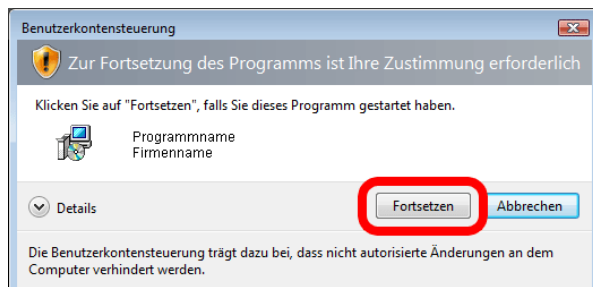 Benutzerkontensteuerung
Zur Fortsetzung des Programms ist Ihre Zustimmung erforderlich
Klicken Sie auf "Fortsetzen", falls Sie dieses Programm gestartet haben.
Programmname
Firmenname
Details
Fortsetzen
Abbrechen
Die Benutzerkontensteuerung trägt dazu bei, dass nicht autorisierte Änderungen an dem
Computer verhindert werden.